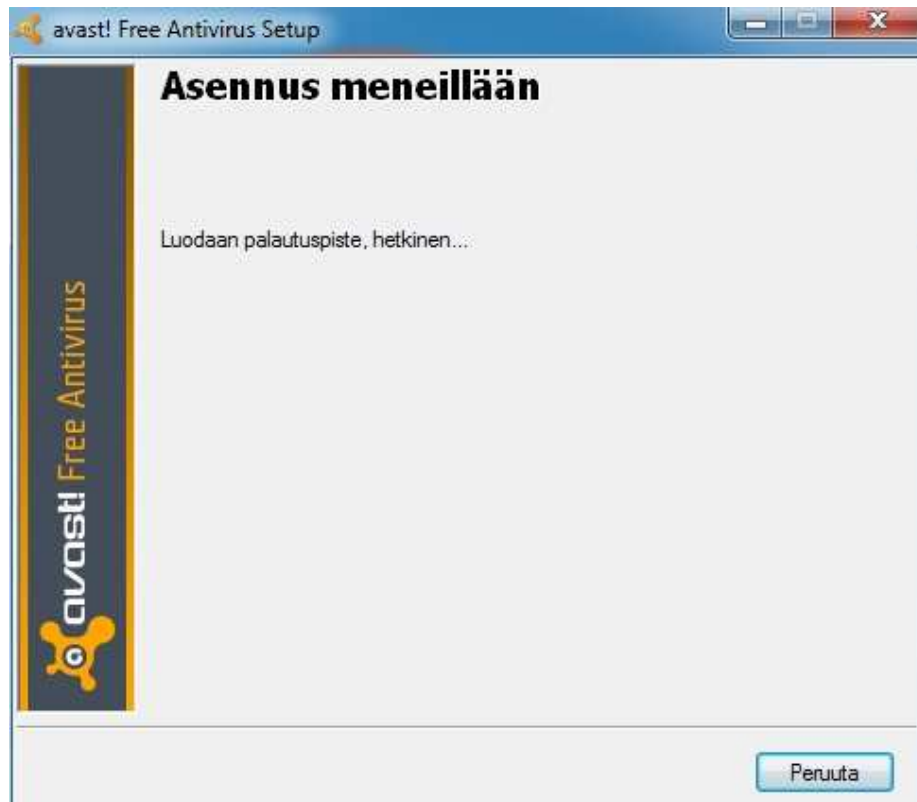 avast! Free Antivirus Setup
Asennus meneillään
Luodaan palautuspiste, hetkinen...
avast! Free Antivirus
Peruuta